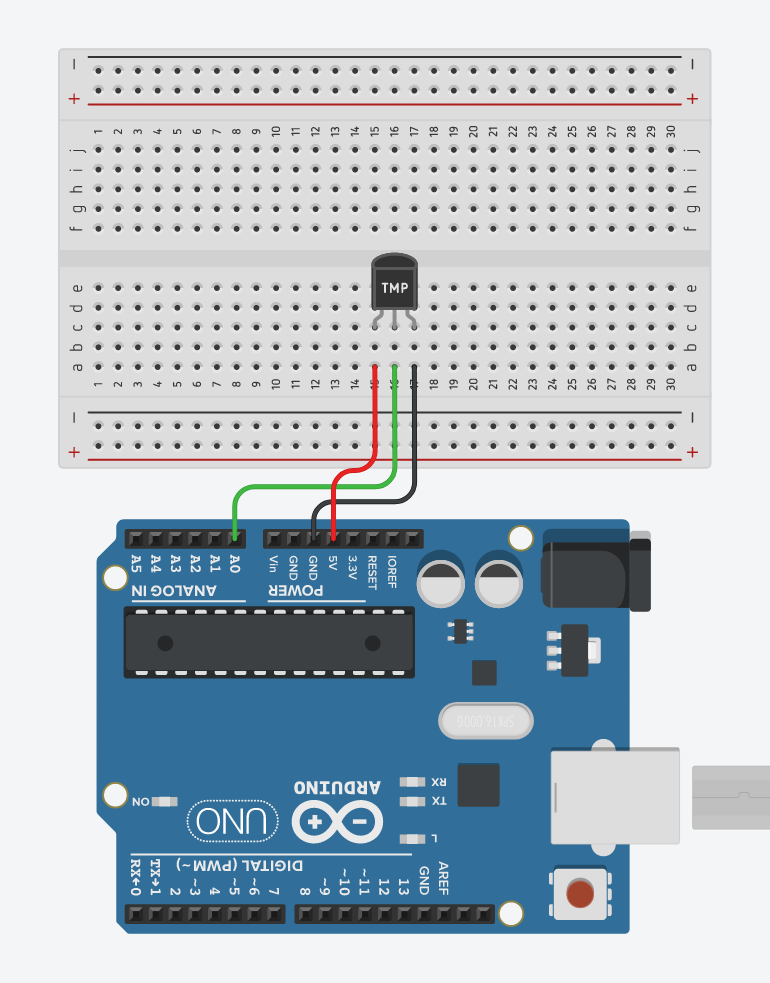 − −
+ +
1 2 3 4 5 6 7 8 9 10 11 12 13 14 15 16 17 18 19 20 21 22 23 24 25 26 27 28 29 30
j j
i i
h h
g g
f f
TMP
e e
d d
c c
b b
a a
1 2 3 4 5 6 7 8 9 10 11 12 13 14 18 19 20 21 22 23 24 25 26 27 28 29 30
− −
+ +
A5 A4 A3 A2 A1 A0 Vin GND GND 5V 3.3V RESET IOREF
ANALOG IN POWER
SPK16.000G
ARDUINO
UNO
RX
TX
L
ON
DIGITAL (PWM ~)
RX←0 TX→1 2 ~3 4 ~5 ~6 7 8 ~9 ~10 ~11 12 13 GND AREF